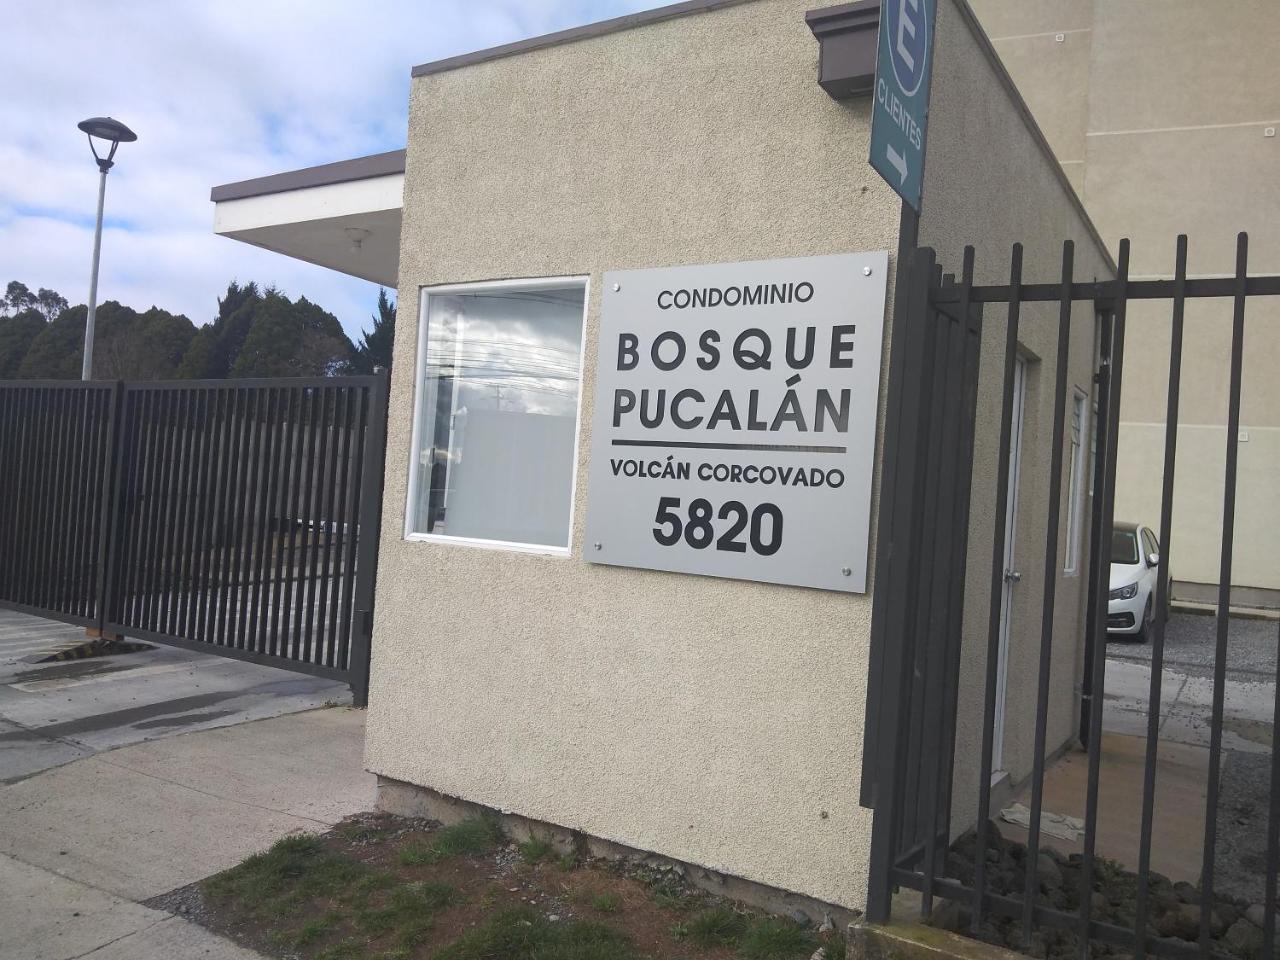 E
CLIENTES
CONDOMINIO
BOSQUE
PUCALÁN
VOLCÁN CORCOVADO
5820